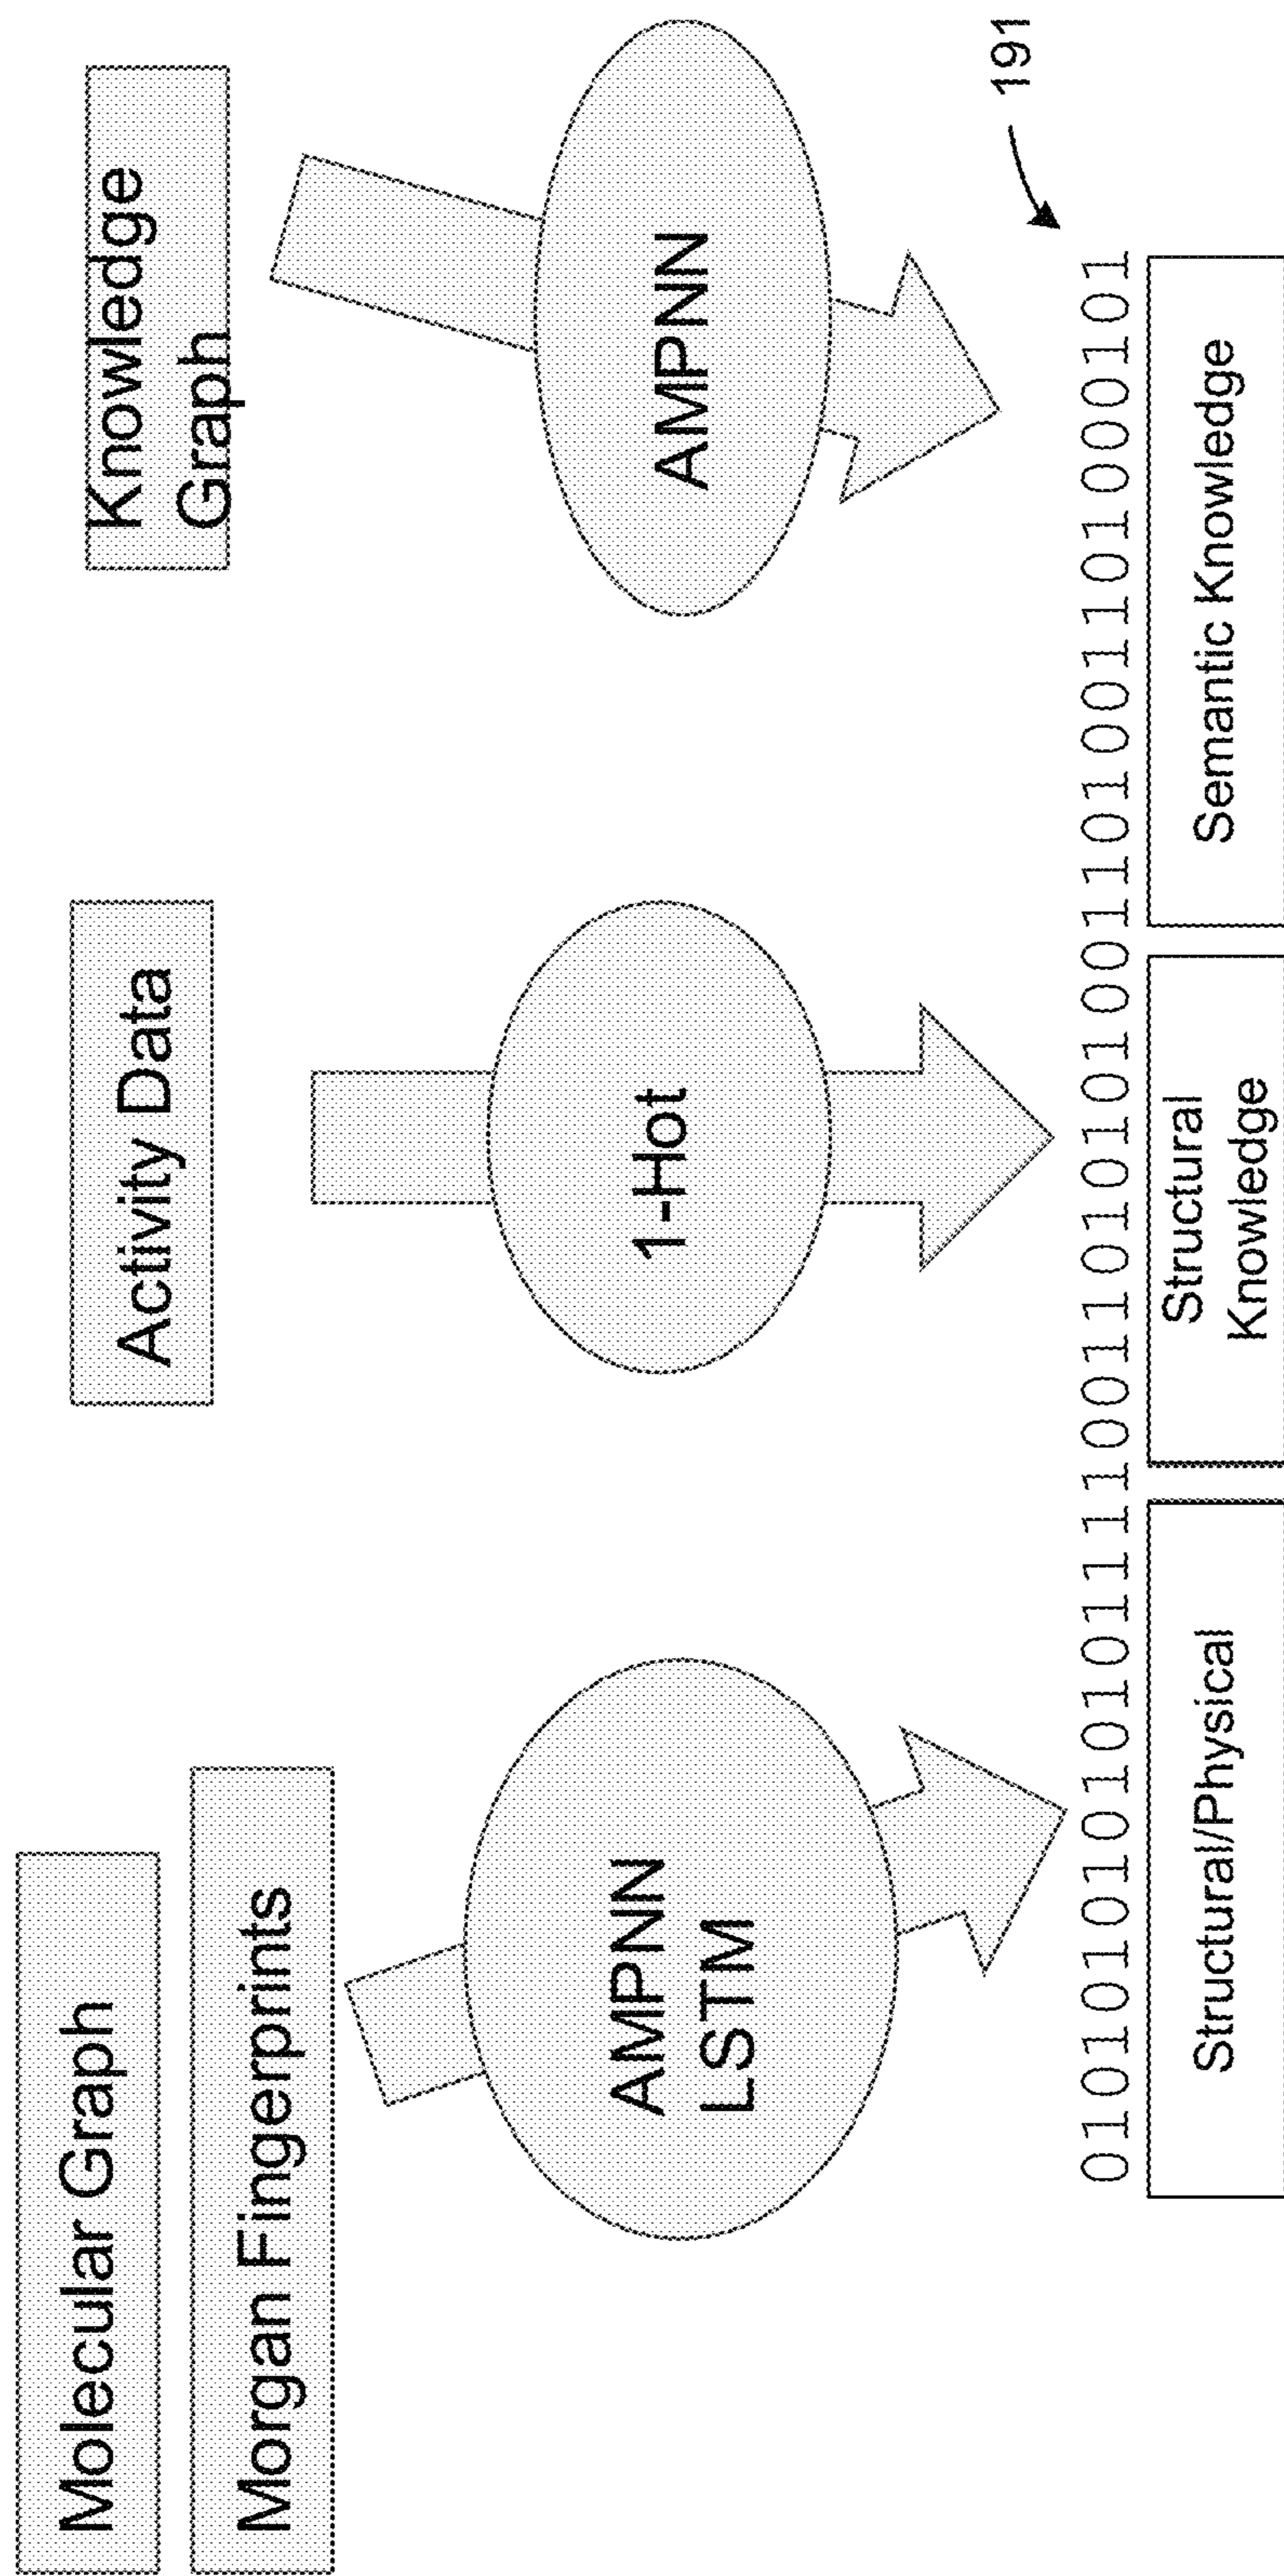 Molecular Graph
Morgan Fingerprints
Activity Data
Knowledge
Graph
AMPNN
LSTM
1-Hot
AMPNN
191
010101010101011110011010101001101001101000101
Structural/Physical
Structural
Knowledge
Semantic Knowledge